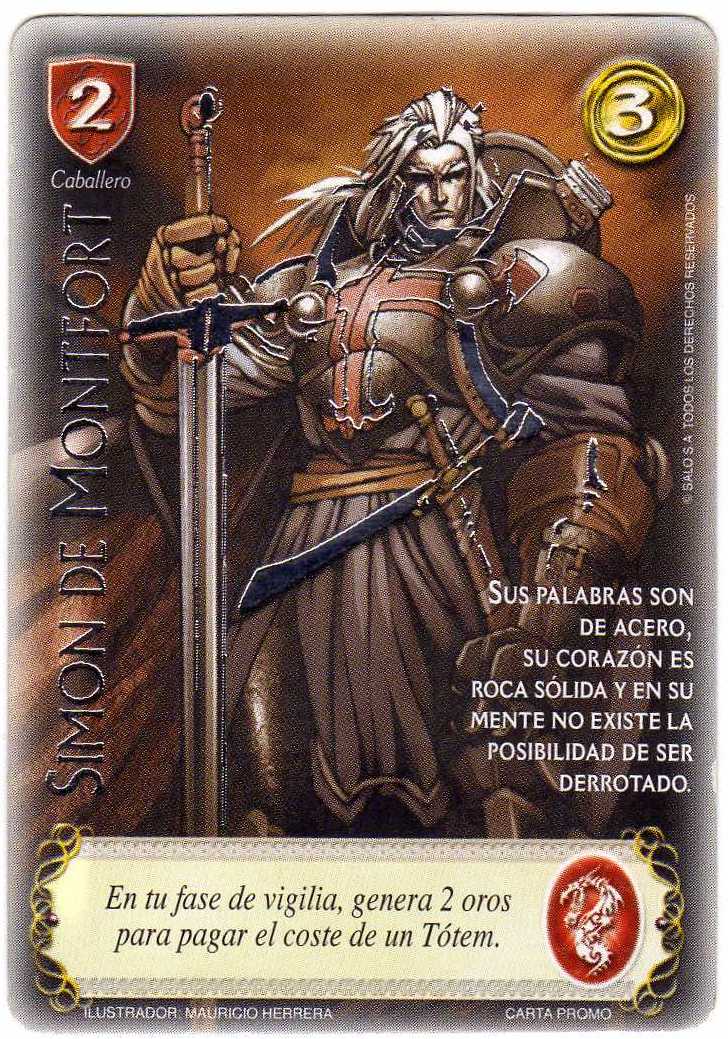 2
3
Caballero
SIMON DE MONTFORT
©SALO S.A TODOS LOS DERECHOS RESERVADOS
SUS PALABRAS SON
DE ACERO,
SU CORAZÓN ES
ROCA SÓLIDA Y EN SU
MENTE NO EXISTE LA
POSIBILIDAD DE SER
DERROTADO.
En tu fase de vigilia, genera 2 oros
para pagar el coste de un Tótem.
ILUSTRADOR: MAURICIO HERRERA
CARTA PROMO